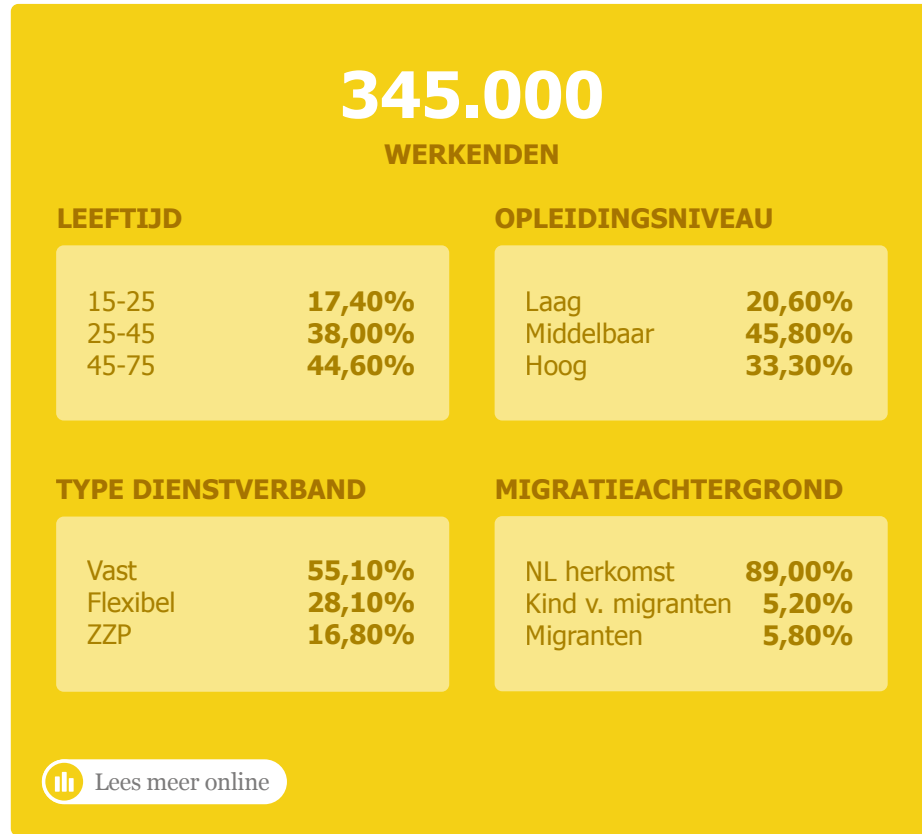 345.000
WERKENDEN
LEEFTIJD
15-25 17,40%
25-45 38,00%
45-75 44,60%
OPLEIDINGSNIVEAU
Laag 20,60%
Middelbaar 45,80%
Hoog 33,30%
TYPE DIENSTVERBAND
Vast 55,10%
Flexibel 28,10%
ZZP 16,80%
MIGRATIEACHTERGROND
NL herkomst 89,00%
Kind v. migranten 5,20%
Migranten 5,80%
Lees meer online